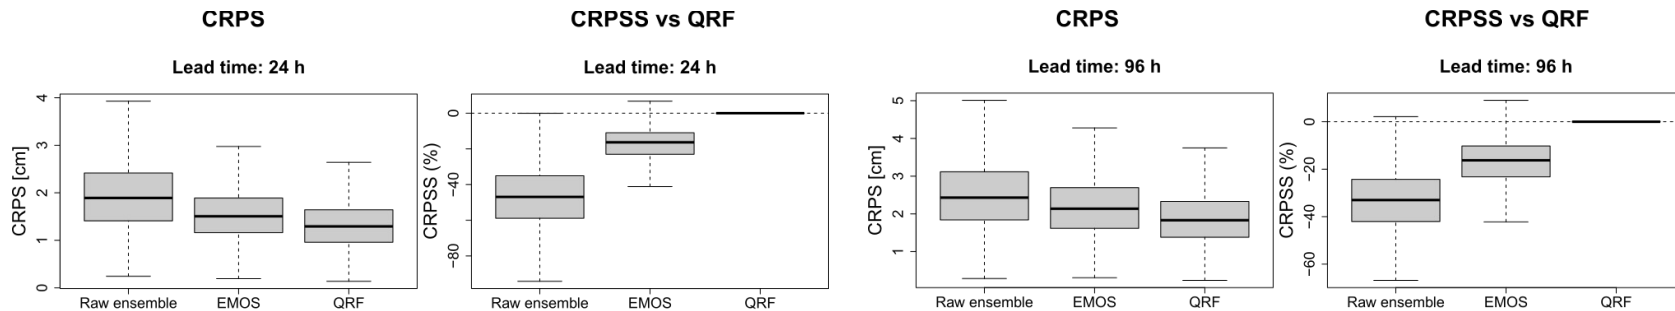 CRPS
CRPSS vs QRF
CRPS
CRPSS vs QRF
Lead time: 24 h
Lead time: 24 h
Lead time: 96 h
Lead time: 96 h
CRPS [cm]
4
3
2
1
0
Raw ensemble
EMOS
QRF
CRPSS (%)
0
−40
−80
Raw ensemble
EMOS
QRF
CRPS [cm]
5
4
3
2
1
Raw ensemble
EMOS
QRF
CRPSS (%)
0
−20
−40
−60
Raw ensemble
EMOS
QRF